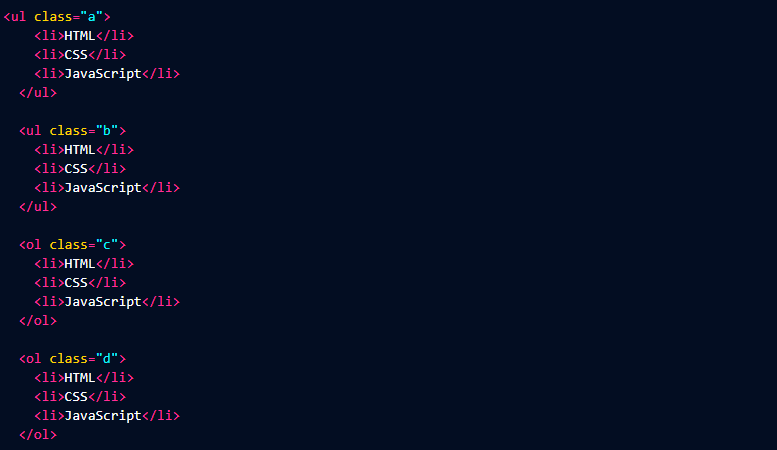 <ul class="a">
<li>HTML</li>
<li>CSS</li>
<li>JavaScript</li>
</ul>
<ul class="b">
<li>HTML</li>
<li>CSS</li>
<li>JavaScript</li>
</ul>
<ol class="c">
<li>HTML</li>
<li>CSS</li>
<li>JavaScript</li>
</ol>
<ol class="d">
<li>HTML</li>
<li>CSS</li>
<li>JavaScript</li>
</ol>